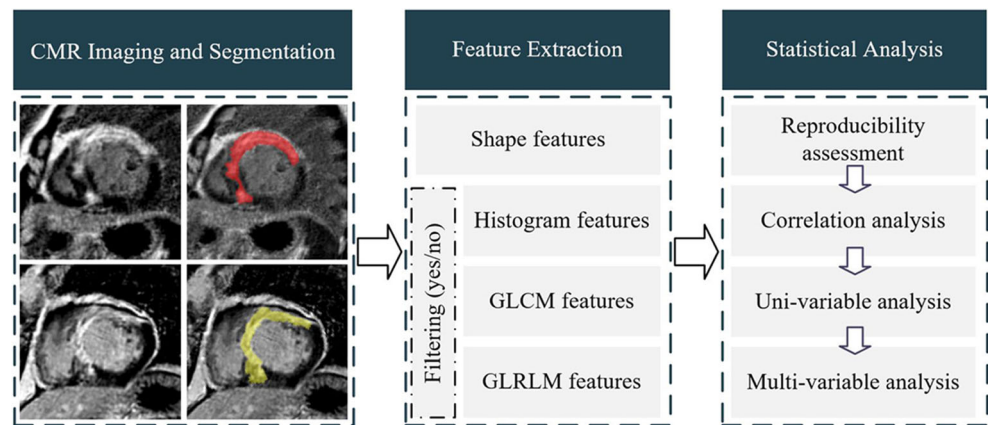 CMR Imaging and Segmentation
Feature Extraction
Shape features
Filtering (yes/no)
Histogram features
GLCM features
GLRLM features
Statistical Analysis
Reproducibility
assessment
Correlation analysis
Uni-variable analysis
Multi-variable analysis